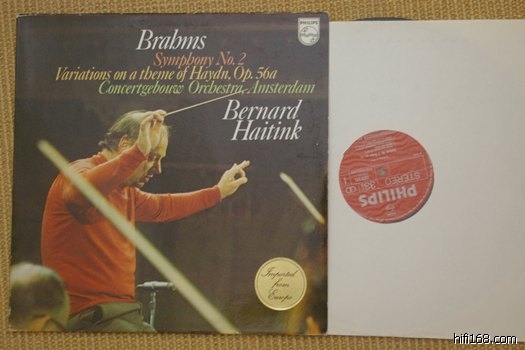 PHILIPS
Brahms
Symphony No. 2
Variations on a theme of Haydn, Op. 56a
Concertgebouw Orchestra, Amsterdam
Bernard
Haitink
Imported
from
Europe
PHILIPS
STEREO
33
hifi168.com